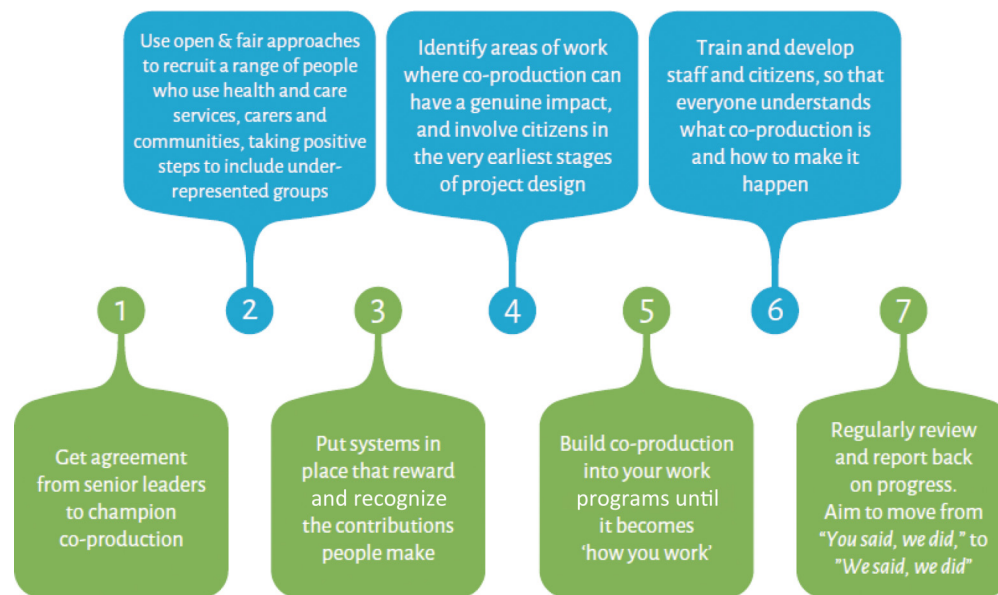 1
Get agreement
from senior leaders
to champion
co-production
2
Use open & fair approaches
to recruit a range of people
who use health and care
services, carers and
communities, taking positive
steps to include under-
represented groups
3
Put systems in
place that reward
and recognize
the contributions
people make
4
Identify areas of work
where co-production can
have a genuine impact,
and involve citizens in
the very earliest stages
of project design
5
Build co-production
into your work
programs until
it becomes
‘how you work’
6
Train and develop
staff and citizens, so that
everyone understands
what co-production is
and how to make it
happen
7
Regularly review
and report back
on progress.
Aim to move from
“You said, we did,” to
”We said, we did”